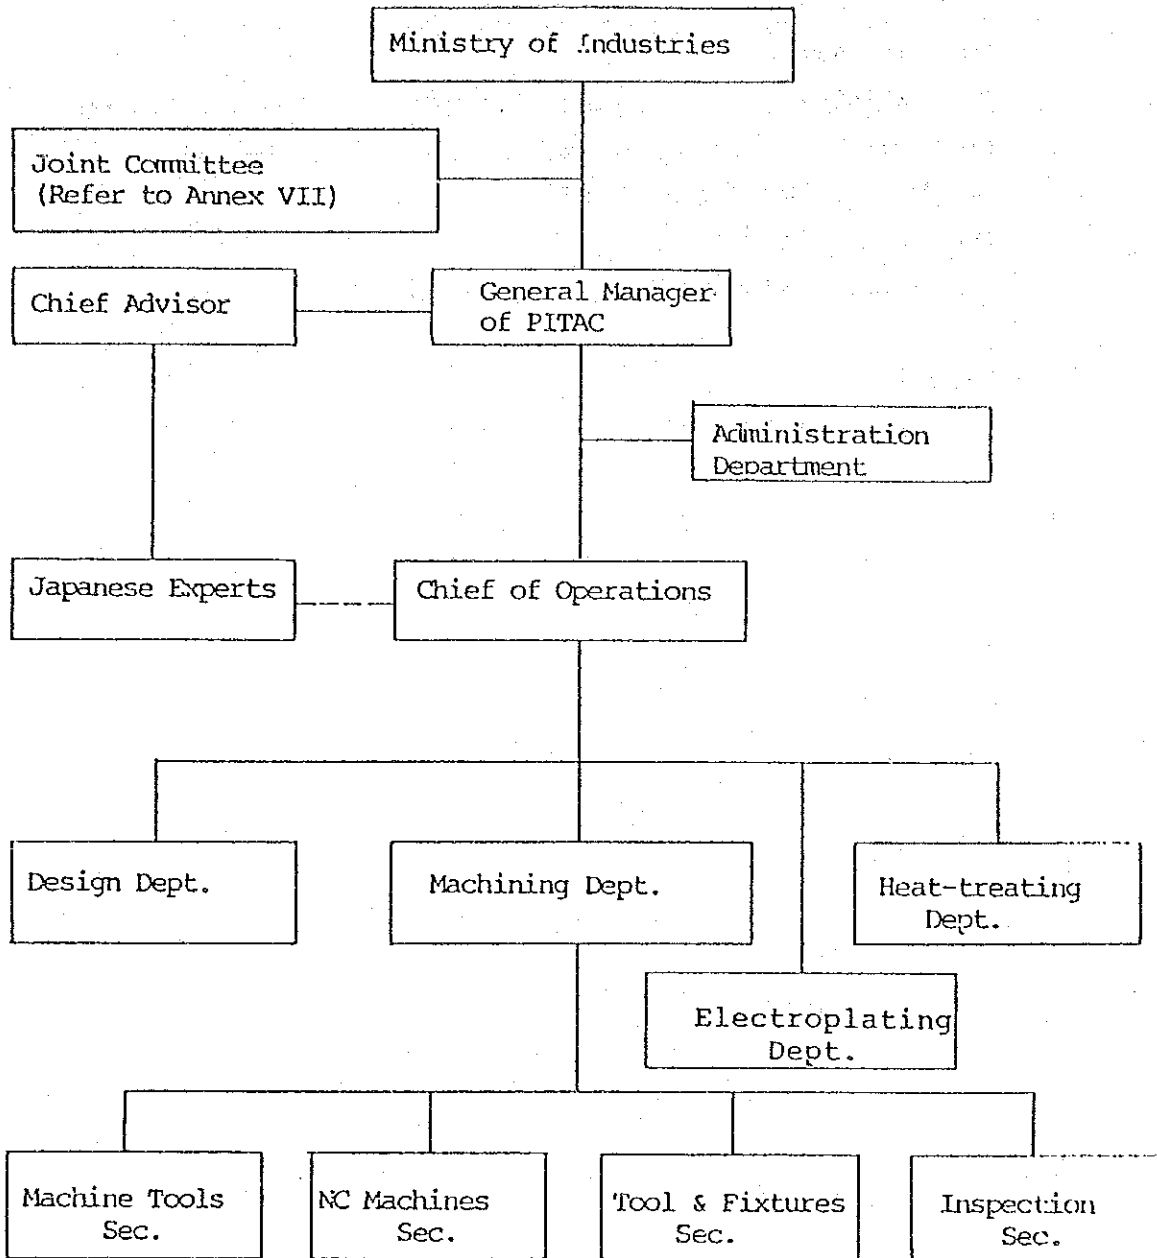 Ministry of Industries
Joint Committee
(Refer to Annex VII)
Chief Advisor
General Manager
of PITAC
Administration
Department
Japanese Experts
Chief of Operations
Design Dept.
Machining Dept.
Heat-treating
Dept.
Electroplating
Dept.
Machine Tools
Sec.
NC Machines
Sec.
Tool & Fixtures
Sec.
Inspection
Sec.